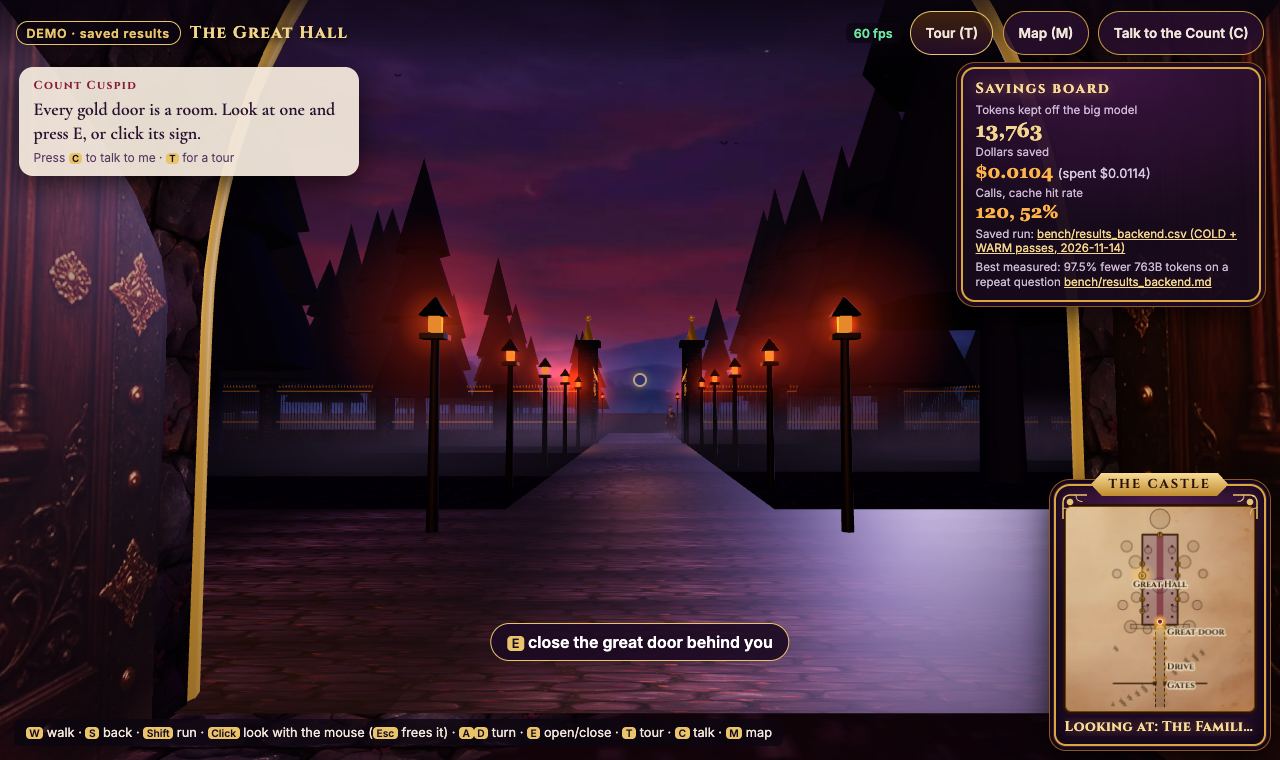 DEMO · saved results
The Great Hall
60 fps
Tour (T)
Map (M)
Talk to the Count (C)
Count Cuspid
Every gold door is a room. Look at one and
press E, or click its sign.
Press C to talk to me · T for a tour
Savings board
Tokens kept off the big model
13,763
Dollars saved
$0.0104 (spent $0.0114)
Calls, cache hit rate
120, 52%
Saved run: bench/results_backend.csv (COLD +
WARM passes, 2026-11-14)
Best measured: 97.5% fewer 763B tokens on a
repeat question bench/results_backend.md
The Castle
Great Hall
Great door
Drive
Gates
Looking at: The Famili...
E close the great door behind you
W walk · S back · Shift run · Click look with the mouse (Esc frees it) · A D turn · E open/close · T tour · C talk · M map